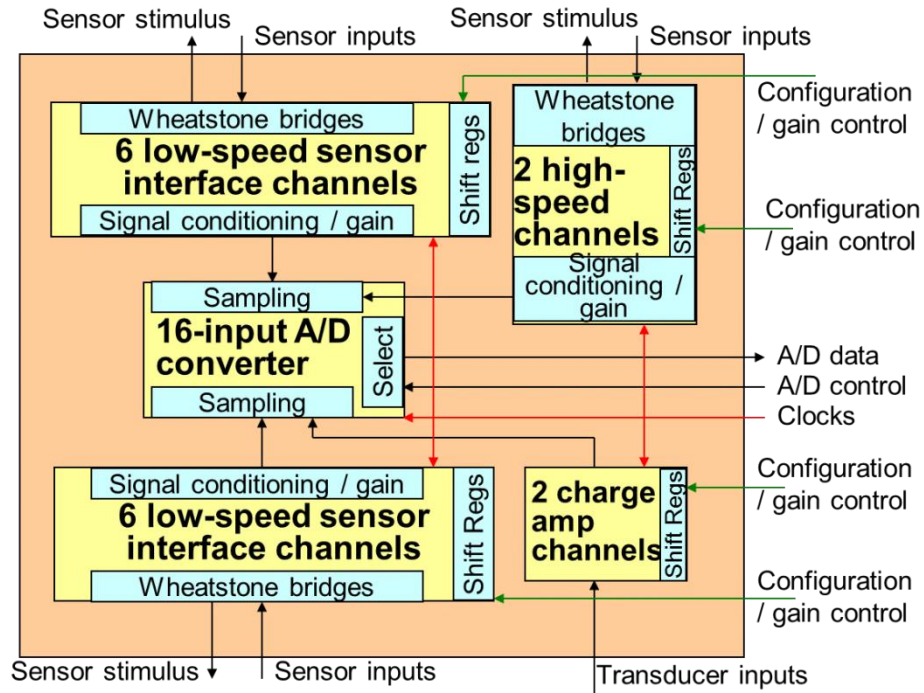 Sensor stimulus
Sensor inputs
Sensor stimulus
Sensor inputs
Wheatstone bridges
6 low-speed sensor
interface channels
Signal conditioning / gain
Shift regs
Wheatstone
bridges
2 high-
speed
channels
Shift Regs
Signal
conditioning /
gain
Configuration
/ gain control
Configuration
/ gain control
Sampling
16-input A/D
converter
Sampling
Select
A/D data
A/D control
Clocks
Signal conditioning / gain
6 low-speed sensor
interface channels
Wheatstone bridges
Shift Regs
2 charge
amp
channels
Shift Regs
Configuration
/ gain control
Configuration
/ gain control
Sensor stimulus
Sensor inputs
Transducer inputs